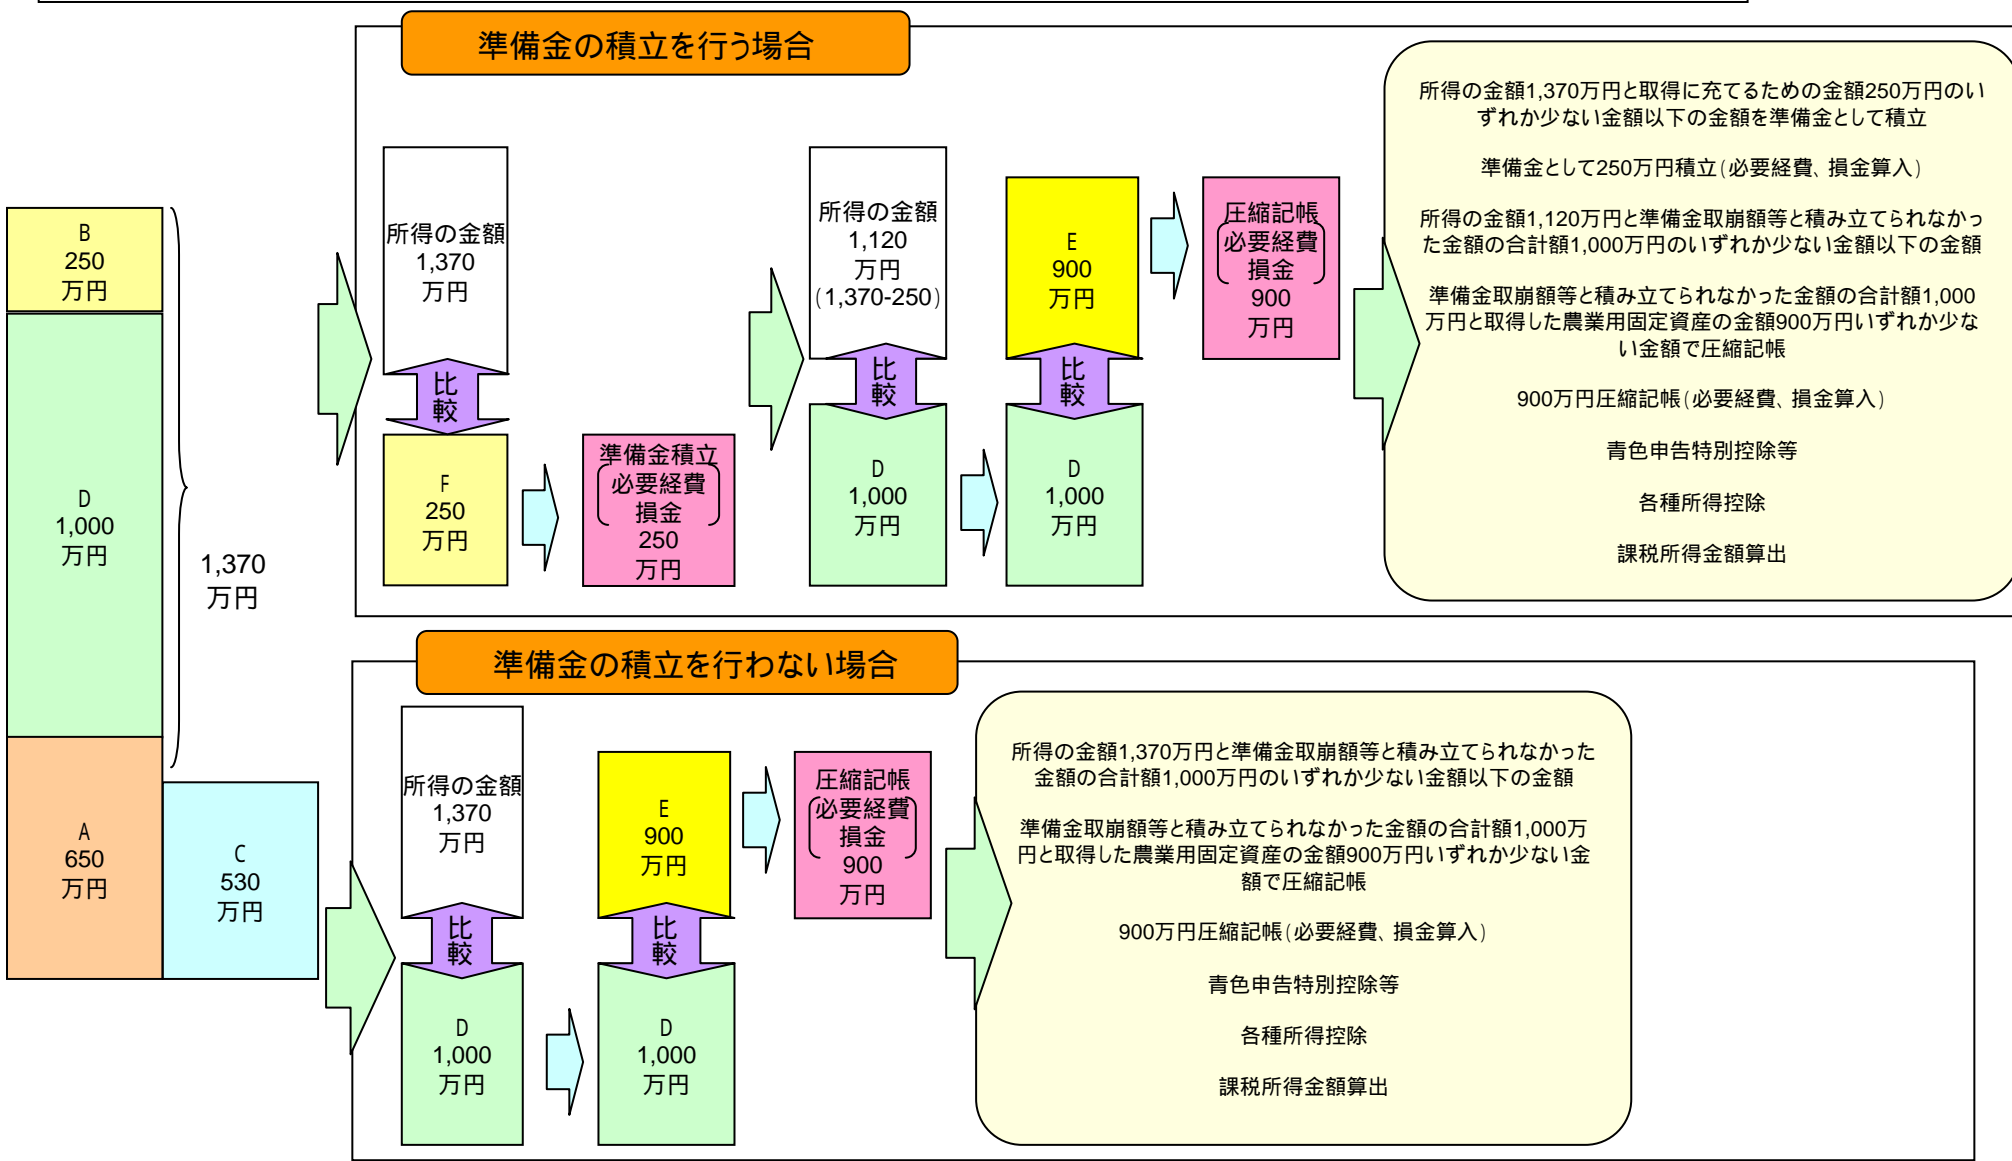 準備金の積立を行う場合
B
250
万円
D
1,000
万円
A
650
万円
C
530
万円
1,370
万円
所得の金額
1,370
万円
比
較
F
250
万円
準備金積立
必要経費
損金
250
万円
所得の金額
1,120
万円
(1,370-250)
比
較
D
1,000
万円
E
900
万円
比
較
D
1,000
万円
圧縮記帳
必要経費
損金
900
万円
所得の金額1,370万円と取得に充てるための金額250万円のい
ずれか少ない金額以下の金額を準備金として積立
準備金として250万円積立(必要経費、損金算入)
所得の金額1,120万円と準備金取崩額等と積み立てられなかっ
た金額の合計額1,000万円のいずれか少ない金額以下の金額
準備金取崩額等と積み立てられなかった金額の合計額1,000
万円と取得した農業用固定資産の金額900万円いずれか少な
い金額で圧縮記帳
900万円圧縮記帳(必要経費、損金算入)
青色申告特別控除等
各種所得控除
課税所得金額算出
準備金の積立を行わない場合
所得の金額
1,370
万円
比
較
D
1,000
万円
E
900
万円
比
較
D
1,000
万円
圧縮記帳
必要経費
損金
900
万円
所得の金額1,370万円と準備金取崩額等と積み立てられなかった
金額の合計額1,000万円のいずれか少ない金額以下の金額
準備金取崩額等と積み立てられなかった金額の合計額1,000万
円と取得した農業用固定資産の金額900万円いずれか少ない金
額で圧縮記帳
900万円圧縮記帳(必要経費、損金算入)
青色申告特別控除等
各種所得控除
課税所得金額算出